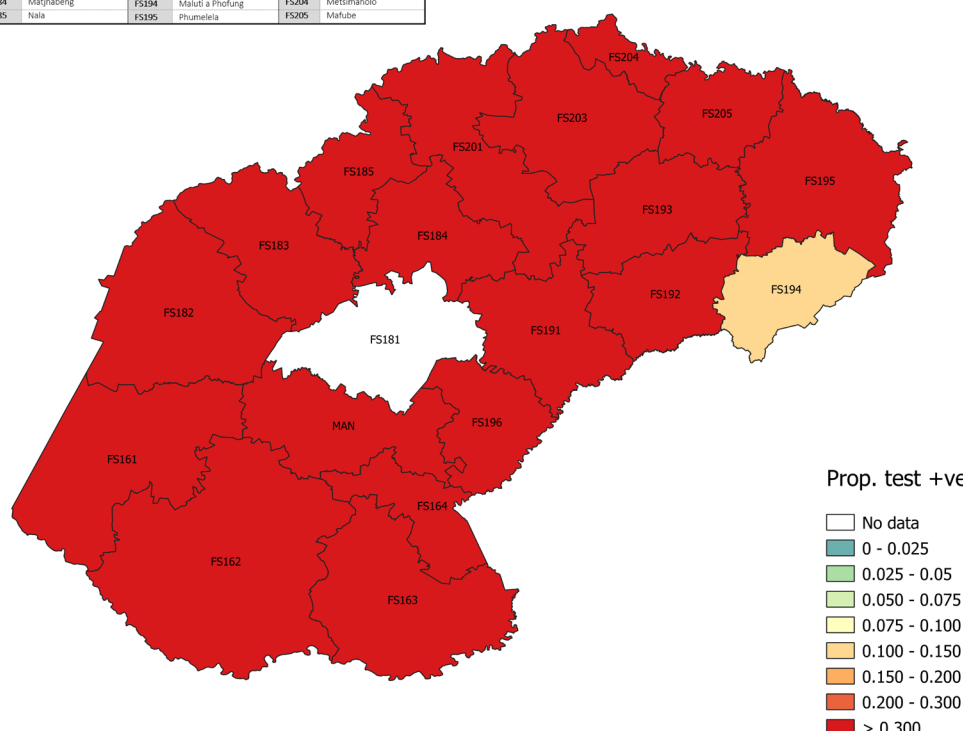 34 Matjhabeng FS194 Maluti a Phofung FS204 Metsimaholo
35 Nala FS195 Phumelela FS205 Mafube
FS204
FS203
FS205
FS201
FS185
FS195
FS193
FS184
FS183
FS194
FS192
FS182
FS191
FS181
FS196
MAN
FS161
FS164
FS162
FS163
Prop. test +ve
No data
0 - 0.025
0.025 - 0.05
0.050 - 0.075
0.075 - 0.100
0.100 - 0.150
0.150 - 0.200
0.200 - 0.300
> 0.300